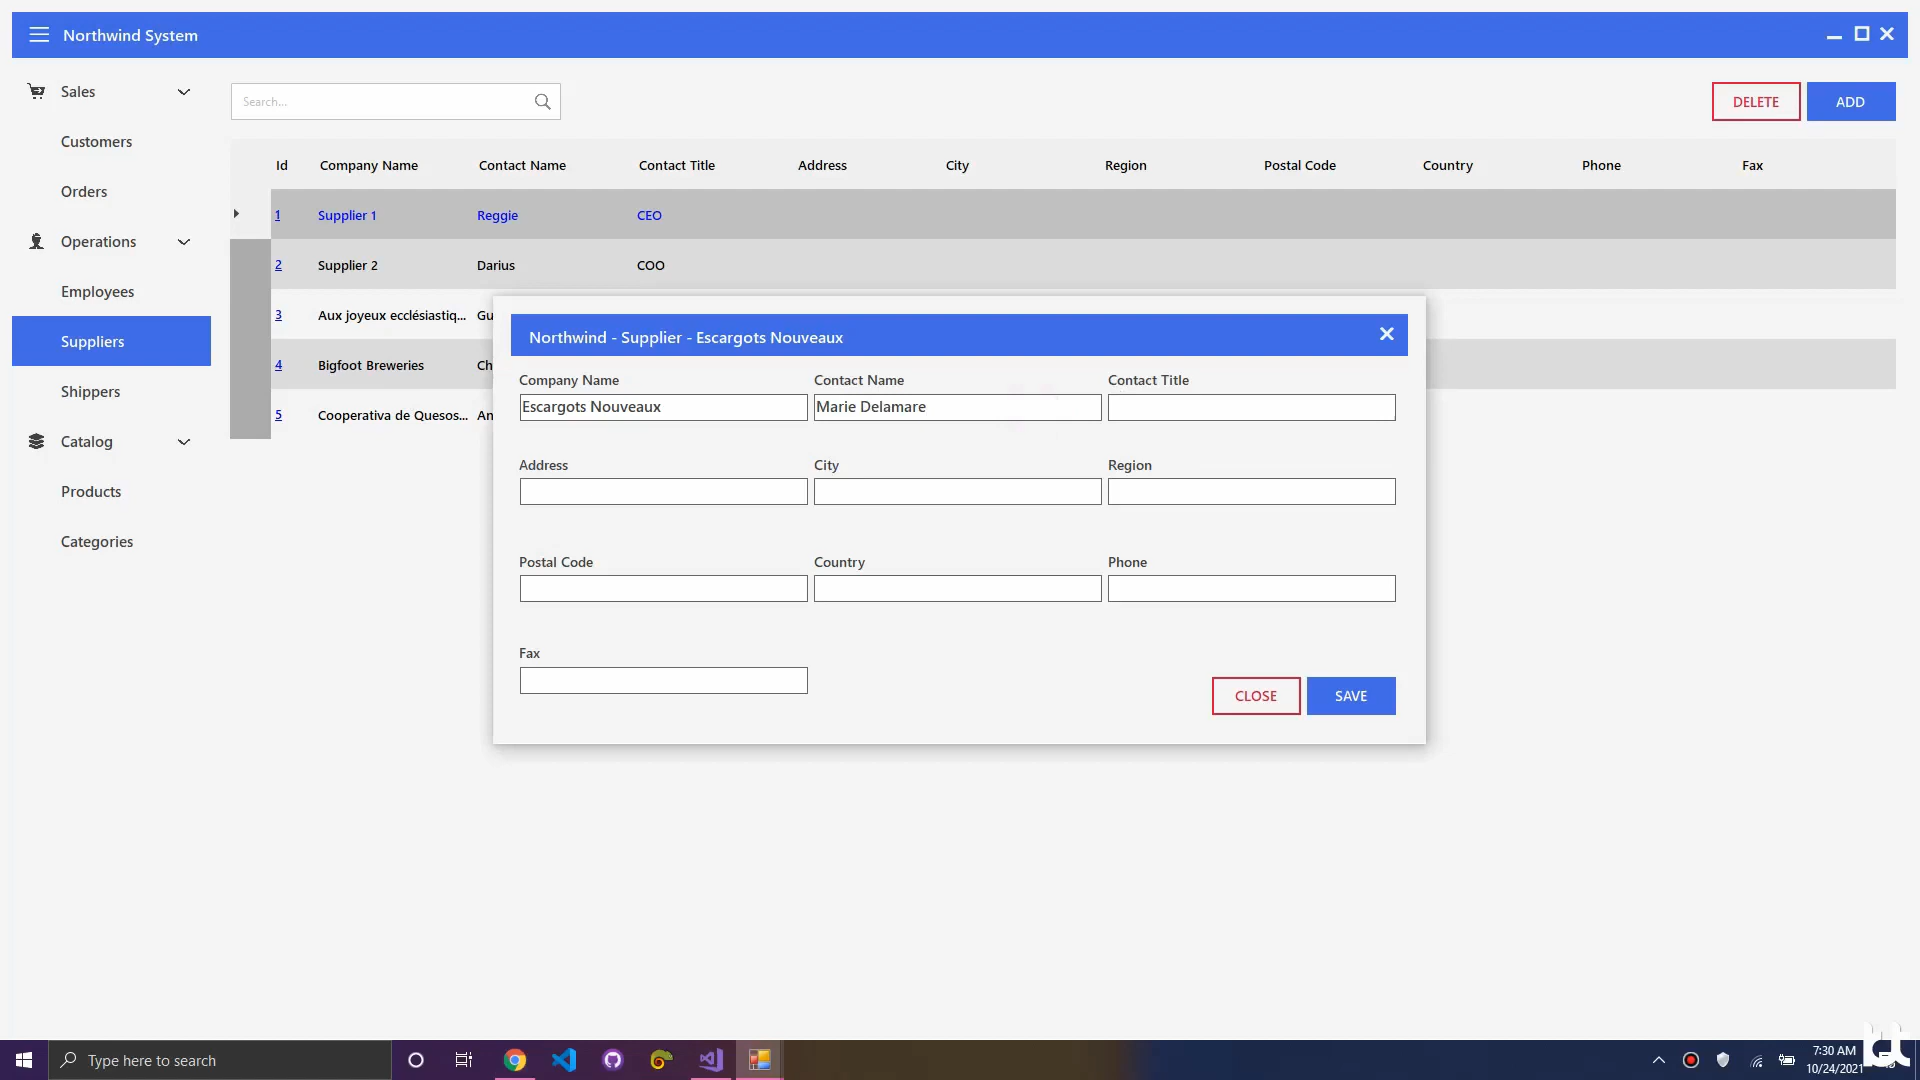 Northwind System
Sales
Customers
Orders
Operations
Employees
Suppliers
Shippers
Catalog
Products
Categories
Search...
DELETE
ADD
Id Company Name Contact Name Contact Title Address City Region Postal Code Country Phone Fax
1 Supplier 1 Reggie CEO
2 Supplier 2 Darius COO
3 Aux joyeux ecclésiastiq... Gu
4 Bigfoot Breweries Ch
5 Cooperativa de Quesos... An
Northwind - Supplier - Escargots Nouveaux
Company Name Contact Name Contact Title
Escargots Nouveaux Marie Delamare
Address City Region
Postal Code Country Phone
Fax
CLOSE SAVE
Type here to search
7:30 AM
10/24/2021